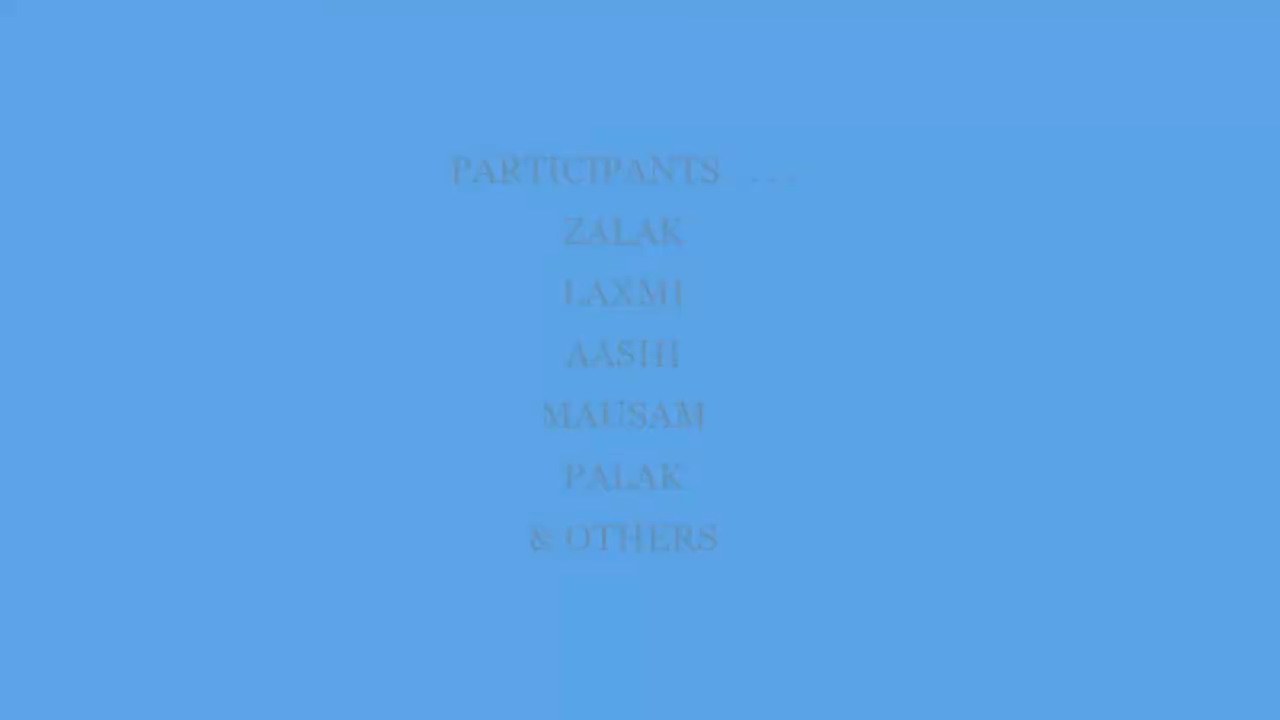 PARTICIPANTS ...
ZALAK
LAXMI
AASHI
MAUSAM
PALAK
& OTHERS